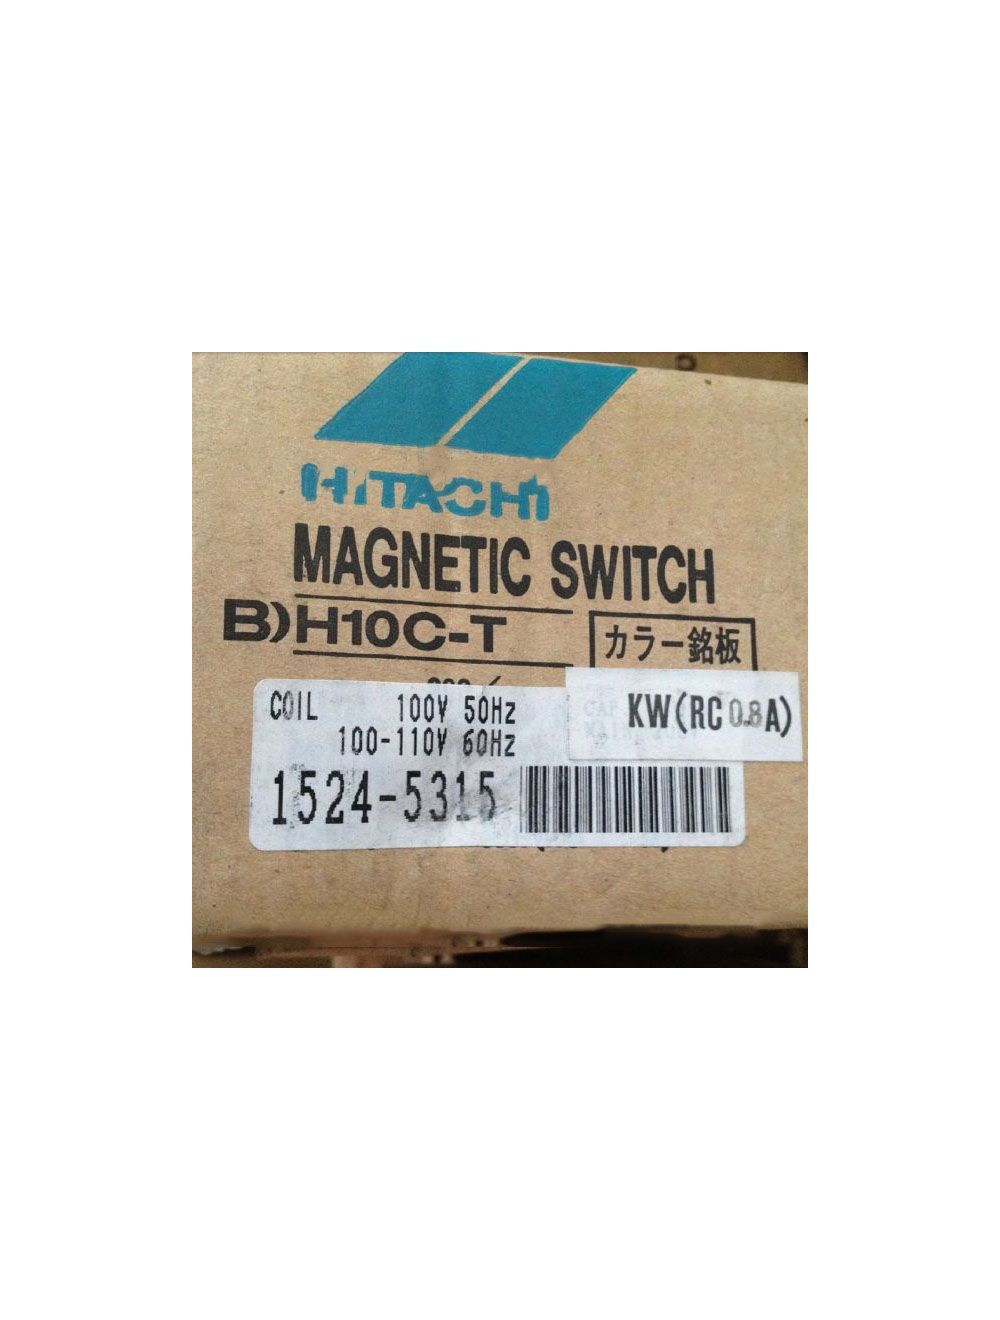 HITACHI
MAGNETIC SWITCH
B)H10C-T
カラー銘板
COIL 100V 50Hz
100-110V 60Hz
KW(RC 0.8A)
1524-5315